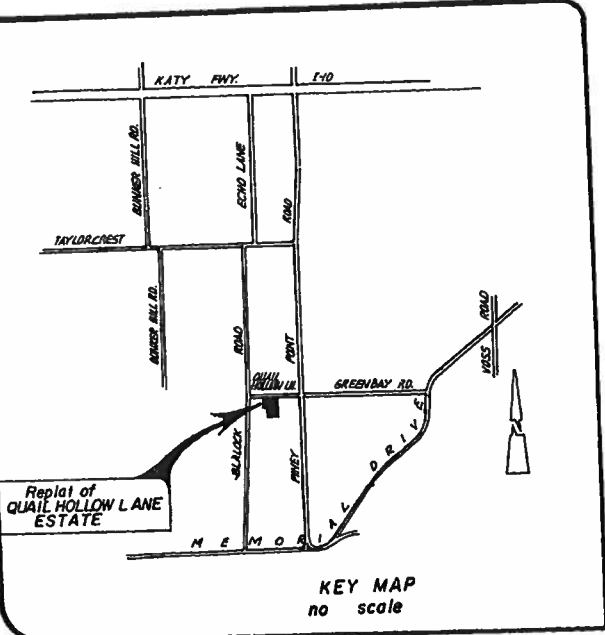 KATY FWY. I-10
BUNKER HILL RD.
ECHO LANE
ROAD
TAYLORCREST
BUNKER HILL RD.
ROAD
POINT
VOSS ROAD
QUAIL
HOLLOW LN.
GREENBAY RD.
BLALOCK
PINEY
MEMORIAL DRIVE
N
Replat of
QUAIL HOLLOW LANE
ESTATE
MEMORIAL
KEY MAP
no scale